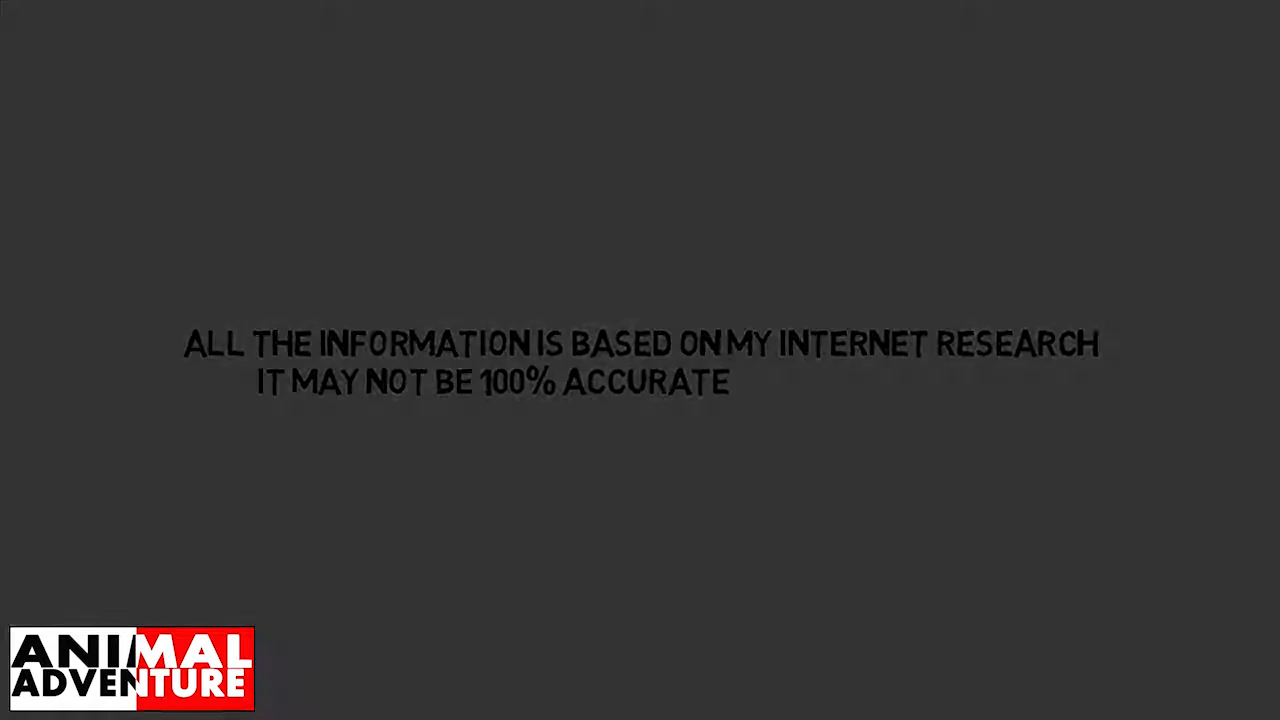 ALL THE INFORMATION IS BASED ON MY INTERNET RESEARCH
IT MAY NOT BE 100% ACCURATE
ANIMAL
ADVENTURE